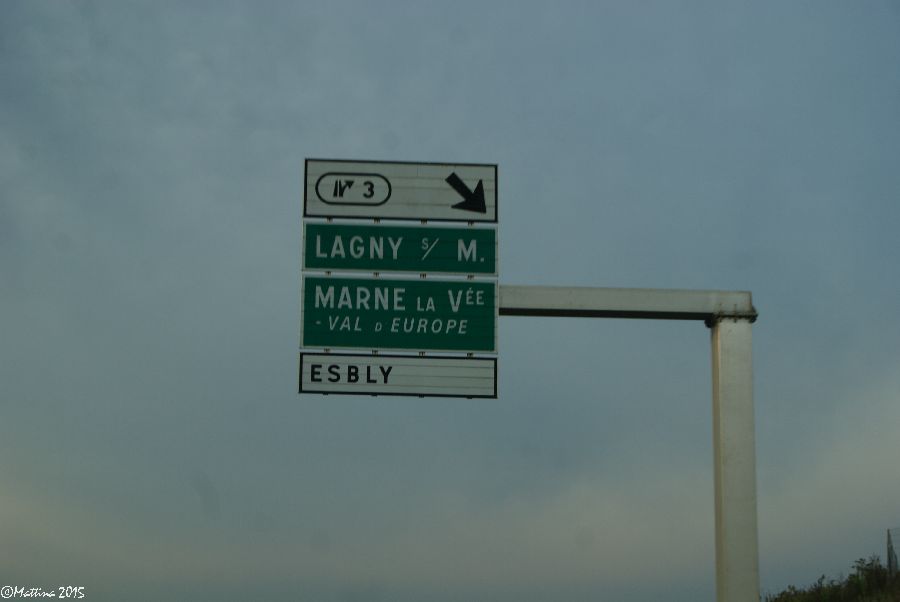 3
LAGNY S/ M.
MARNE LA VÉE
- VAL D EUROPE
ESBLY
©Mattina 2015